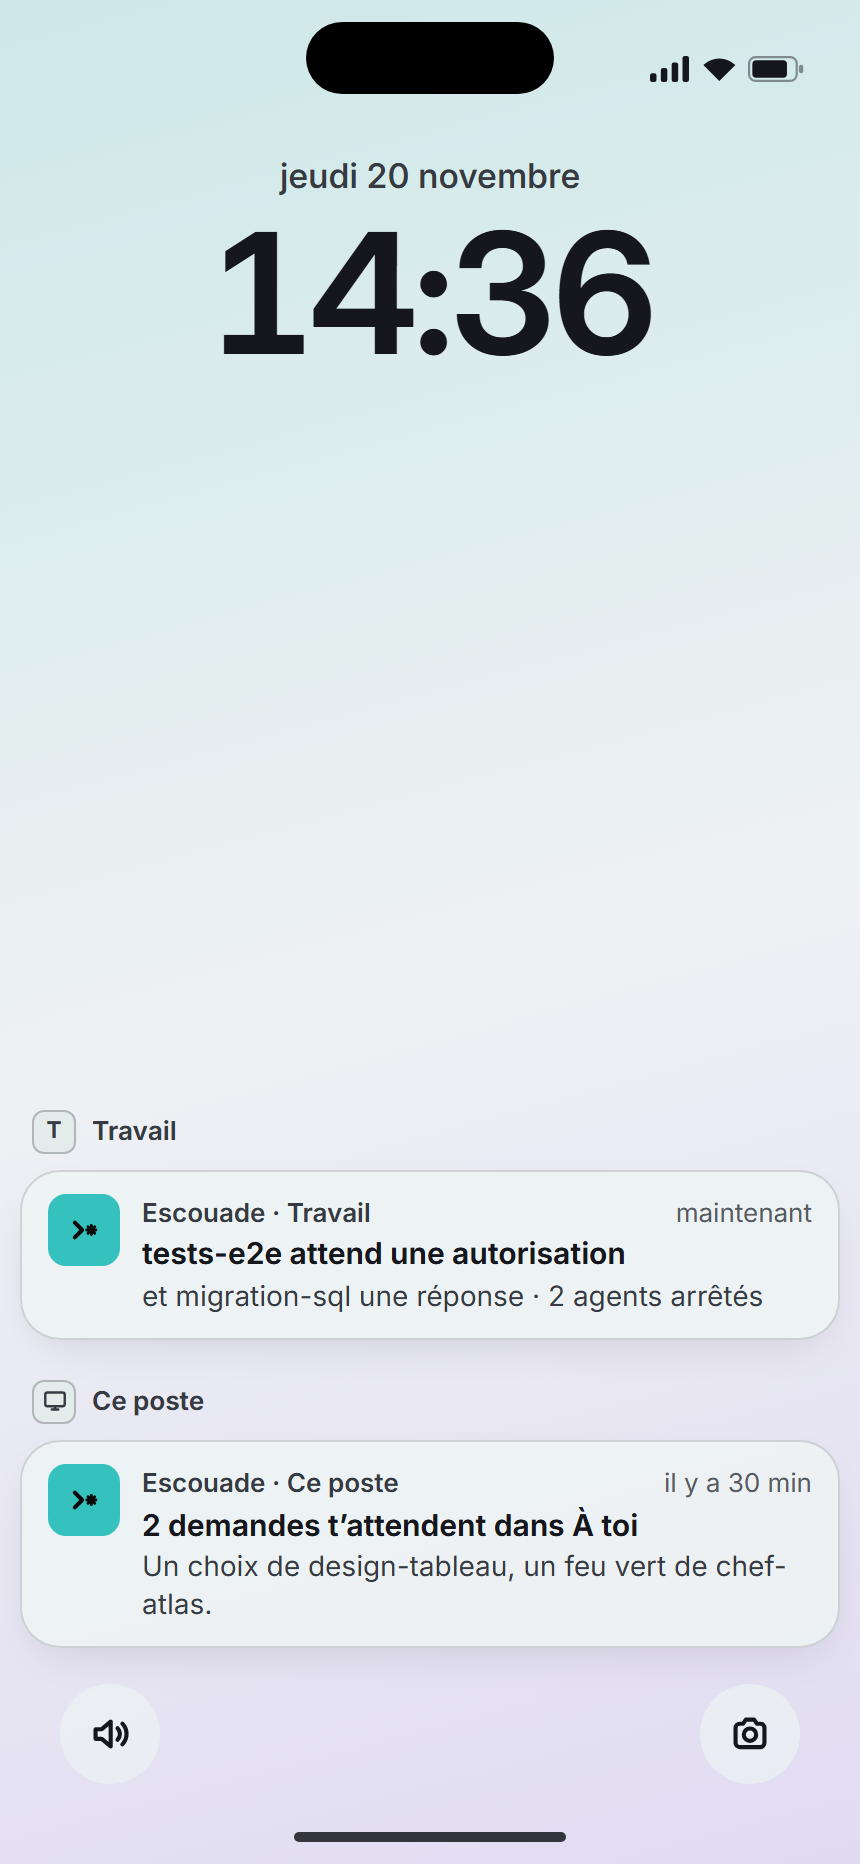 jeudi 20 novembre
14:36
T Travail
Escouade · Travail maintenant
tests-e2e attend une autorisation
et migration-sql une réponse · 2 agents arrêtés
Ce poste
Escouade · Ce poste il y a 30 min
2 demandes t’attendent dans À toi
Un choix de design-tableau, un feu vert de chef-
atlas.